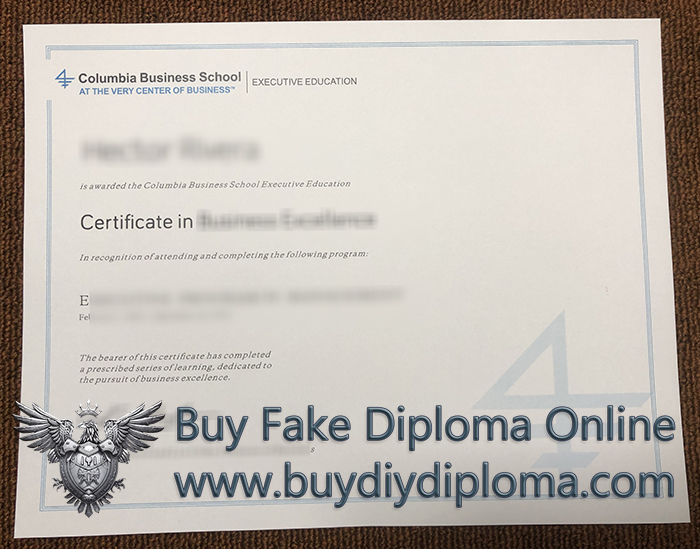 Columbia Business School
AT THE VERY CENTER OF BUSINESS™
EXECUTIVE EDUCATION
is awarded the Columbia Business School Executive Education
Certificate in
In recognition of attending and completing the following program:
The bearer of this certificate has completed
a prescribed series of learning, dedicated to
the pursuit of business excellence.
Buy Fake Diploma Online
www.buydiydiploma.com